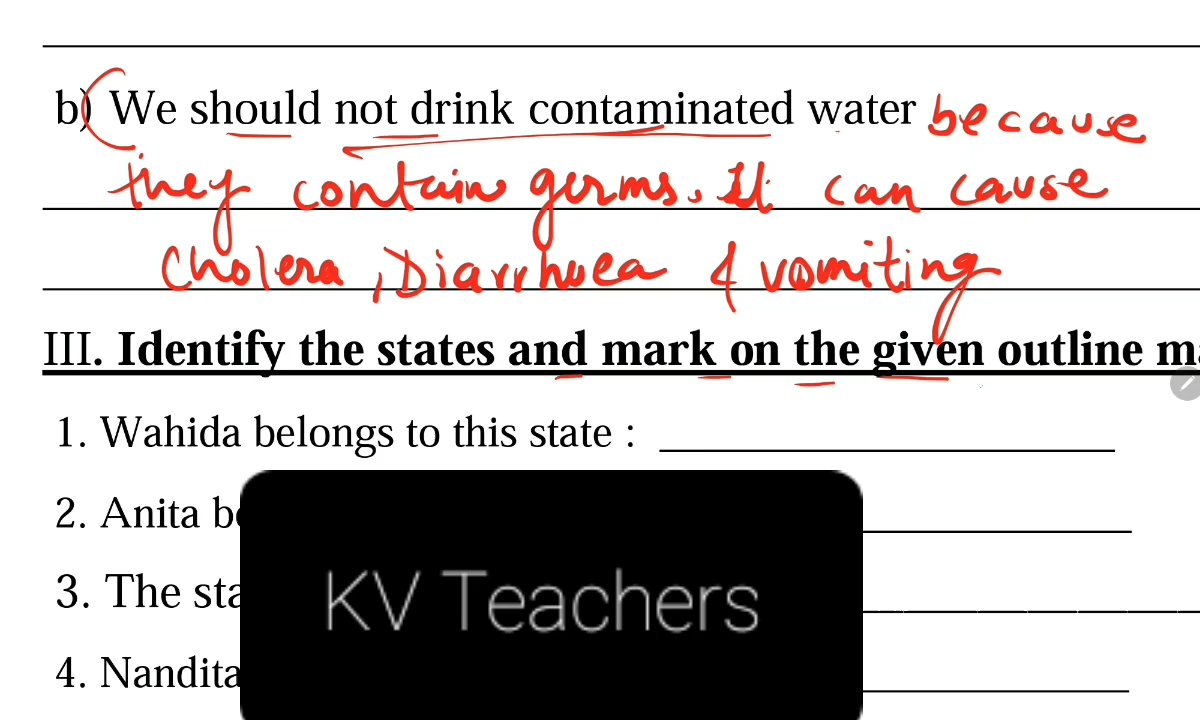 b) We should not drink contaminated water because
they contain germs. It can cause
Cholera, Diarrhoea & vomiting
III. Identify the states and mark on the given outline m
1. Wahida belongs to this state :
2. Anita be
3. The sta
4. Nandita
KV Teachers